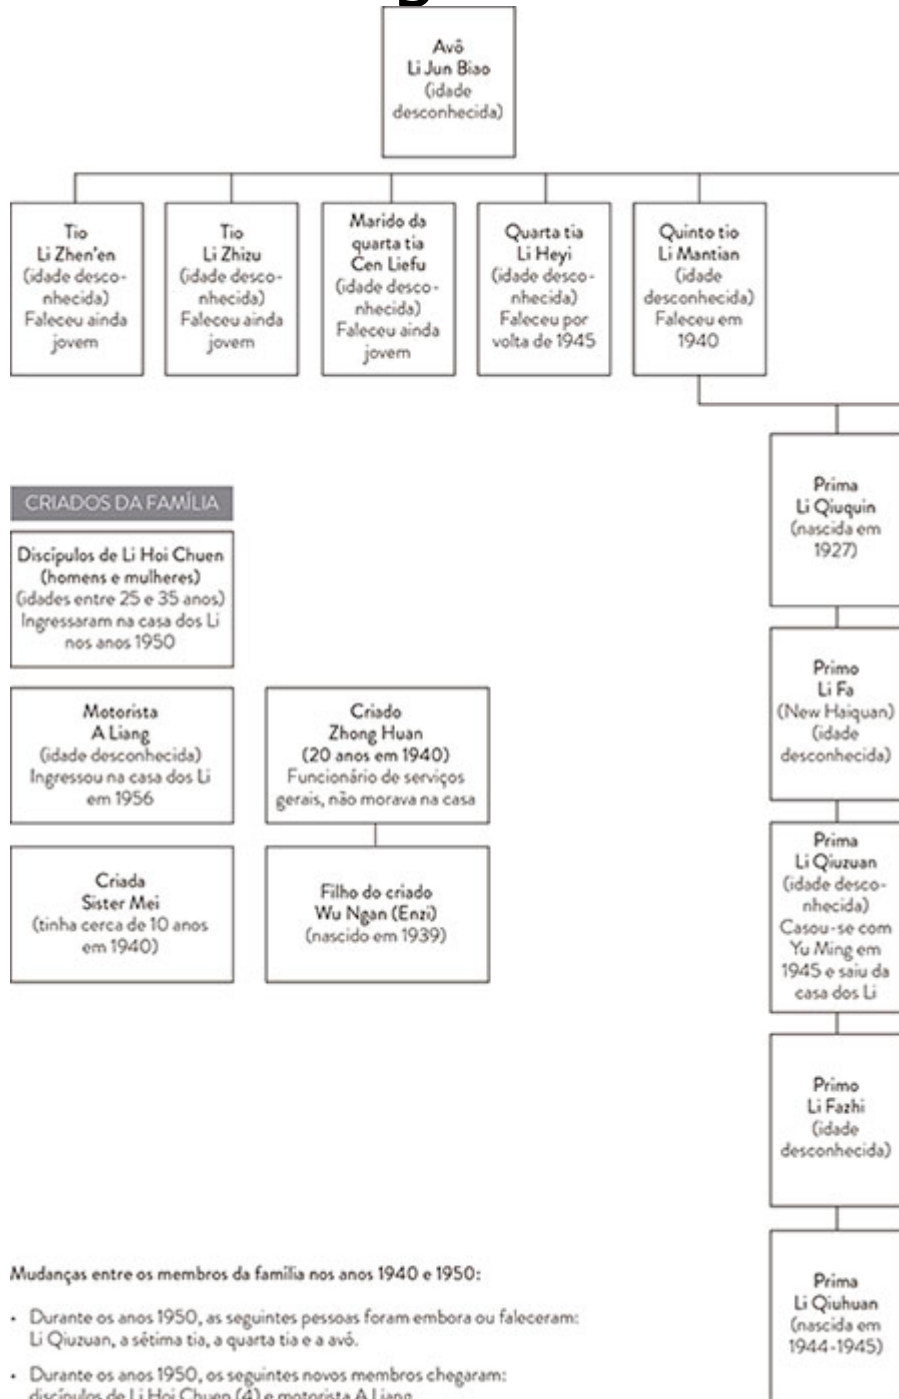 Avô
Li Jun Biao
(idade
desconhecida)
Tio
Li Zhen'en
(idade desco-
nhecida)
Faleceu ainda
jovem
Tio
Li Zhizu
(idade desco-
nhecida)
Faleceu ainda
jovem
Marido da
quarta tia
Cen Liefu
(idade desco-
nhecida)
Faleceu ainda
jovem
Quarta tia
Li Heyi
(idade desco-
nhecida)
Faleceu por
volta de 1945
Quinto tio
Li Mantian
(idade
desconhecida)
Faleceu em
1940
Prima
Li Qiuquin
(nascida em
1927)
Primo
Li Fa
(New Haiquan)
(idade
desconhecida)
Prima
Li Qiuzuan
(idade desco-
nhecida)
Casou-se com
Yu Ming em
1945 e saiu da
casa dos Li
Primo
Li Fazhi
(idade
desconhecida)
Prima
Li Qiuhuan
(nascida em
1944-1945)
CRIADOS DA FAMÍLIA
Discípulos de Li Hoi Chuen
(homens e mulheres)
(idades entre 25 e 35 anos)
Ingressaram na casa dos Li
nos anos 1950
Motorista
A Liang
(idade desconhecida)
Ingressou na casa dos Li
em 1956
Criado
Zhong Huan
(20 anos em 1940)
Funcionário de serviços
gerais, não morava na casa
Criada
Sister Mei
(tinha cerca de 10 anos
em 1940)
Filho do criado
Wu Ngan (Enzi)
(nascido em 1939)
Mudanças entre os membros da família nos anos 1940 e 1950:
• Durante os anos 1950, as seguintes pessoas foram embora ou faleceram:
Li Qiuzuan, a sétima tia, a quarta tia e a avó.
• Durante os anos 1950, os seguintes novos membros chegaram:
discípulos de Li Hoi Chuen (4) e motorista A Liang